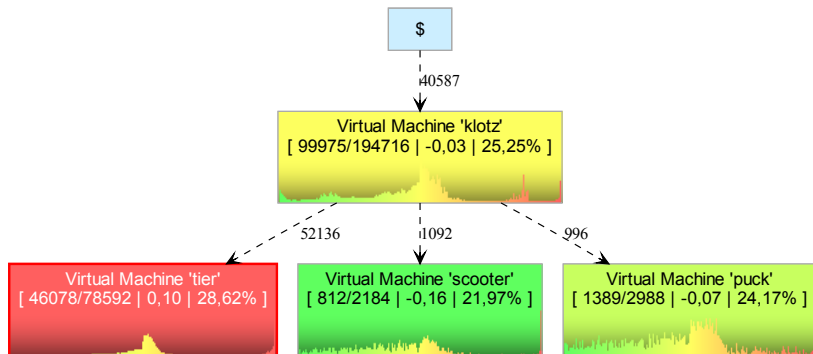 $
40587
Virtual Machine 'klotz'
[ 99975/194716 | -0,03 | 25,25% ]
52136
1092
996
Virtual Machine 'tier'
[ 46078/78592 | 0,10 | 28,62% ]
Virtual Machine 'scooter'
[ 812/2184 | -0,16 | 21,97% ]
Virtual Machine 'puck'
[ 1389/2988 | -0,07 | 24,17% ]